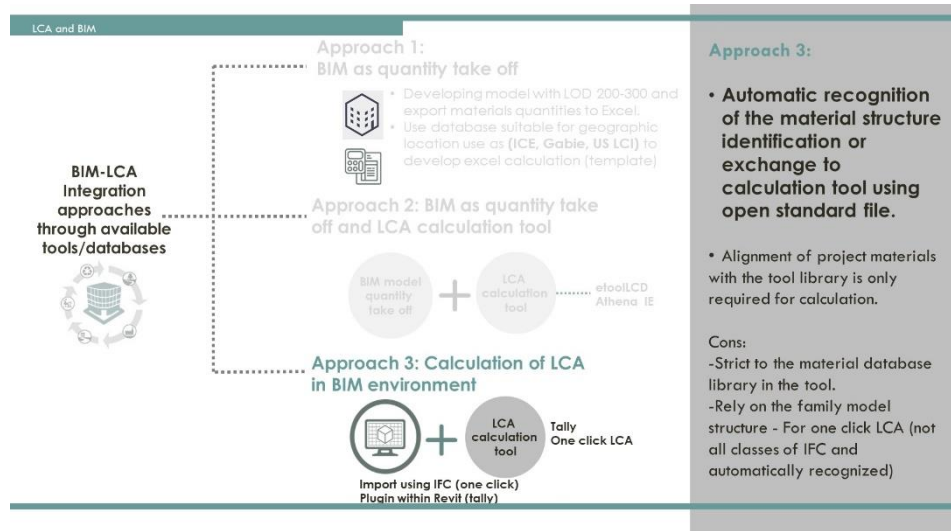 LCA and BIM
BIM-LCA
Integration
approaches
through available
tools/databases
Approach 1:
BIM as quantity take off
• Developing model with LOD 200-300 and
export materials quantities to Excel.
• Use database suitable for geographic
location use as (ICE, Gabie, US LCI) to
develop excel calculation (template)
Approach 2: BIM as quantity take
off and LCA calculation tool
BIM model
quantity
take off
LCA
calculation
tool
etoolLCD
Athena IE
Approach 3: Calculation of LCA
in BIM environment
LCA
calculation
tool
Tally
One click LCA
Import using IFC (one click)
Plugin within Revit (tally)
Approach 3:
• Automatic recognition
of the material structure
identification or
exchange to
calculation tool using
open standard file.
• Alignment of project materials
with the tool library is only
required for calculation.
Cons:
-Strict to the material database
library in the tool.
-Rely on the family model
structure - For one click LCA (not
all classes of IFC and
automatically recognized)